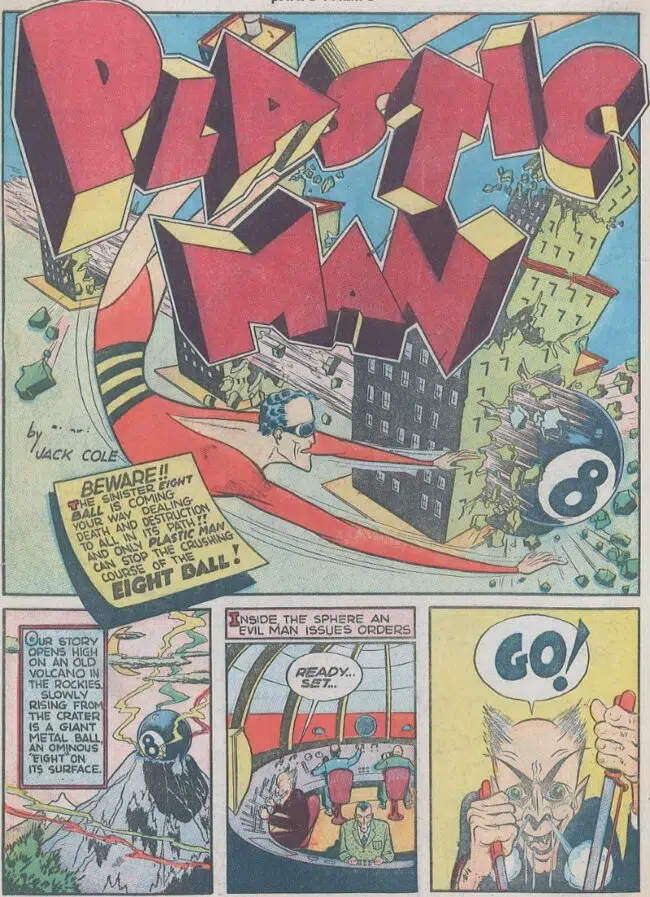 PLASTIC
MAN
by
JACK COLE
BEWARE!!
THE SINISTER EIGHT
BALL IS COMING
YOUR WAY DEALING
DEATH AND DESTRUCTION
TO ALL IN ITS PATH!!
AND ONLY PLASTIC MAN
CAN STOP THE CRUSHING
COURSE OF THE
EIGHT BALL!
8
OUR STORY
OPENS HIGH
ON AN OLD
VOLCANO IN
THE ROCKIES.
SLOWLY
RISING FROM
THE CRATER
IS A GIANT
METAL BALL,
AN OMINOUS
"EIGHT" ON
ITS SURFACE.
8
INSIDE THE SPHERE AN
EVIL MAN ISSUES ORDERS
READY...
SET...
GO!